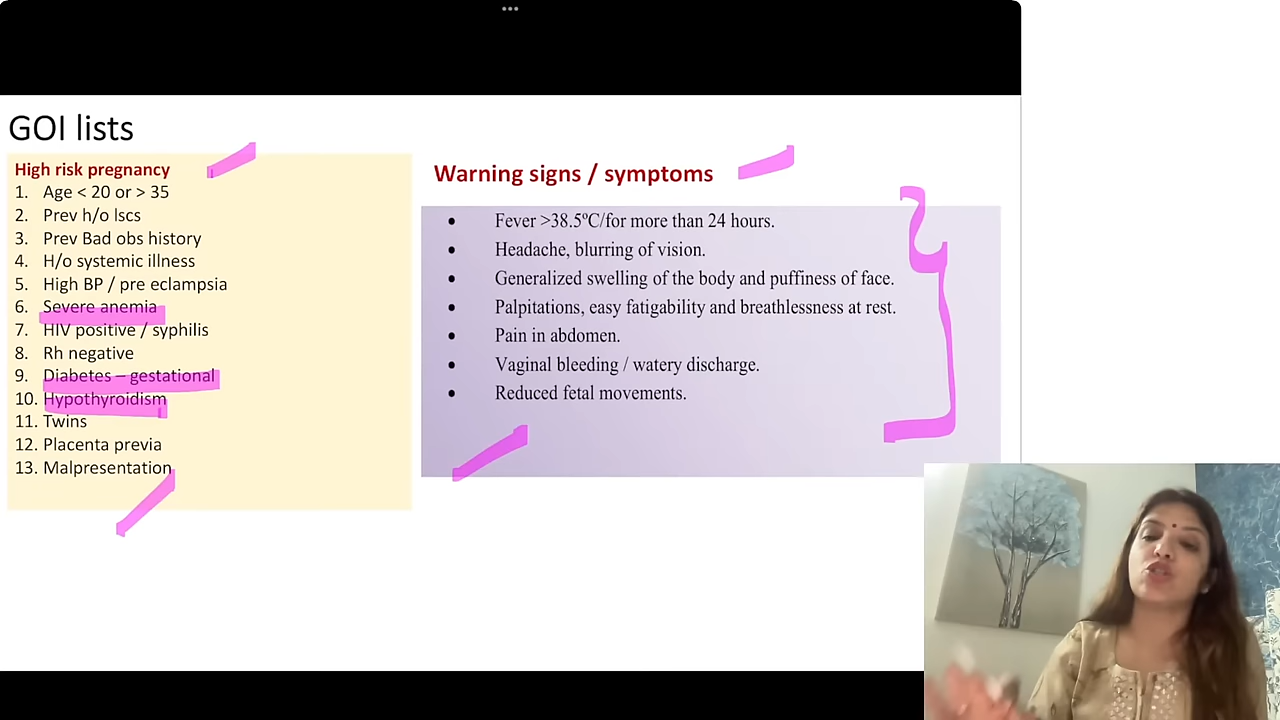 GOI lists
High risk pregnancy
1. Age < 20 or > 35
2. Prev h/o lscs
3. Prev Bad obs history
4. H/o systemic illness
5. High BP / pre eclampsia
6. Severe anemia
7. HIV positive / syphilis
8. Rh negative
9. Diabetes – gestational
10. Hypothyroidism
11. Twins
12. Placenta previa
13. Malpresentation
Warning signs / symptoms
• Fever >38.5ºC/for more than 24 hours.
• Headache, blurring of vision.
• Generalized swelling of the body and puffiness of face.
• Palpitations, easy fatigability and breathlessness at rest.
• Pain in abdomen.
• Vaginal bleeding / watery discharge.
• Reduced fetal movements.